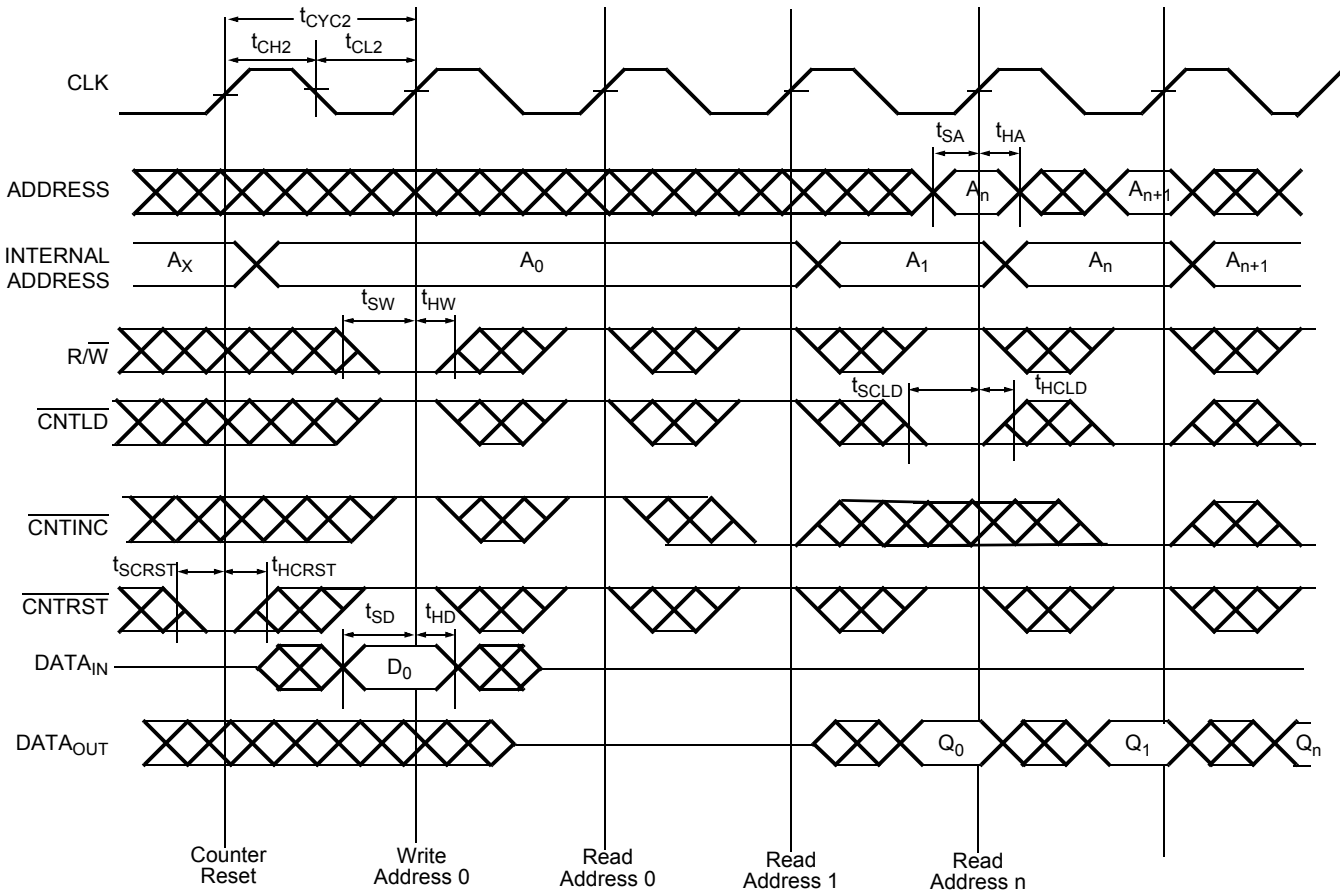 tCYC2
tCH2
tCL2
CLK
tSA
tHA
ADDRESS
An
An+1
INTERNAL
ADDRESS
AX
A0
A1
An
An+1
tSW
tHW
R/W
tSCLD
tHCLD
CNTLD
CNTINC
tSCRST
tHCRST
CNTRST
tSD
tHD
DATAIN
D0
DATAOUT
Q0
Q1
Qn
Counter
Reset
Write
Address 0
Read
Address 0
Read
Address 1
Read
Address n